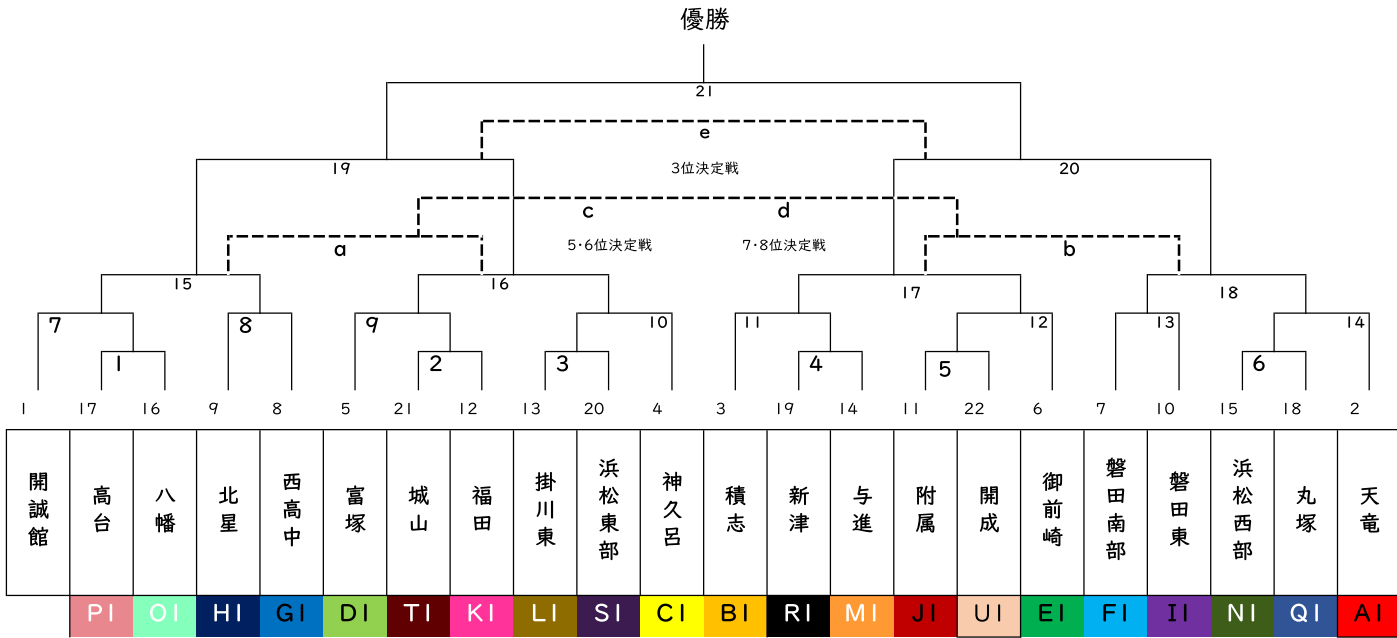 優勝
21
e
19 3位決定戦 20
c d
a 5・6位決定戦 7・8位決定戦 b
15 16 17 18
7 8 9 10 11 12 13 14
1 2 3 4 5 6
1 17 16 9 8 5 21 12 13 20 4 3 19 14 11 22 6 7 10 15 18 2
開誠館
高台
八幡
北星
西高中
富塚
城山
福田
掛川東
浜松東部
神久呂
積志
新津
与進
附属
開成
御前崎
磐田南部
磐田東
浜松西部
丸塚
天竜
P1 O1 H1 G1 D1 T1 K1 L1 S1 C1 B1 R1 M1 J1 U1 E1 F1 I1 N1 Q1 A1